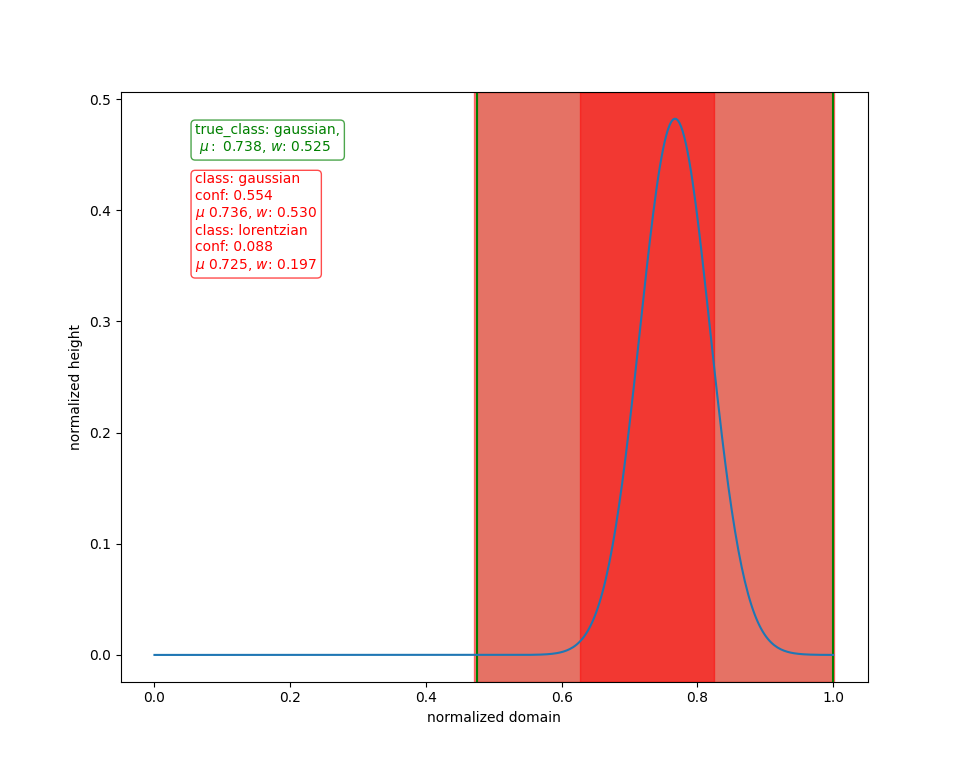 0.5
true_class: gaussian,
μ: 0.738, w: 0.525
class: gaussian
conf: 0.554
μ 0.736, w: 0.530
class: lorentzian
conf: 0.088
μ 0.725, w: 0.197
0.4
0.3
0.2
0.1
0.0
normalized height
0.0 0.2 0.4 0.6 0.8 1.0
normalized domain